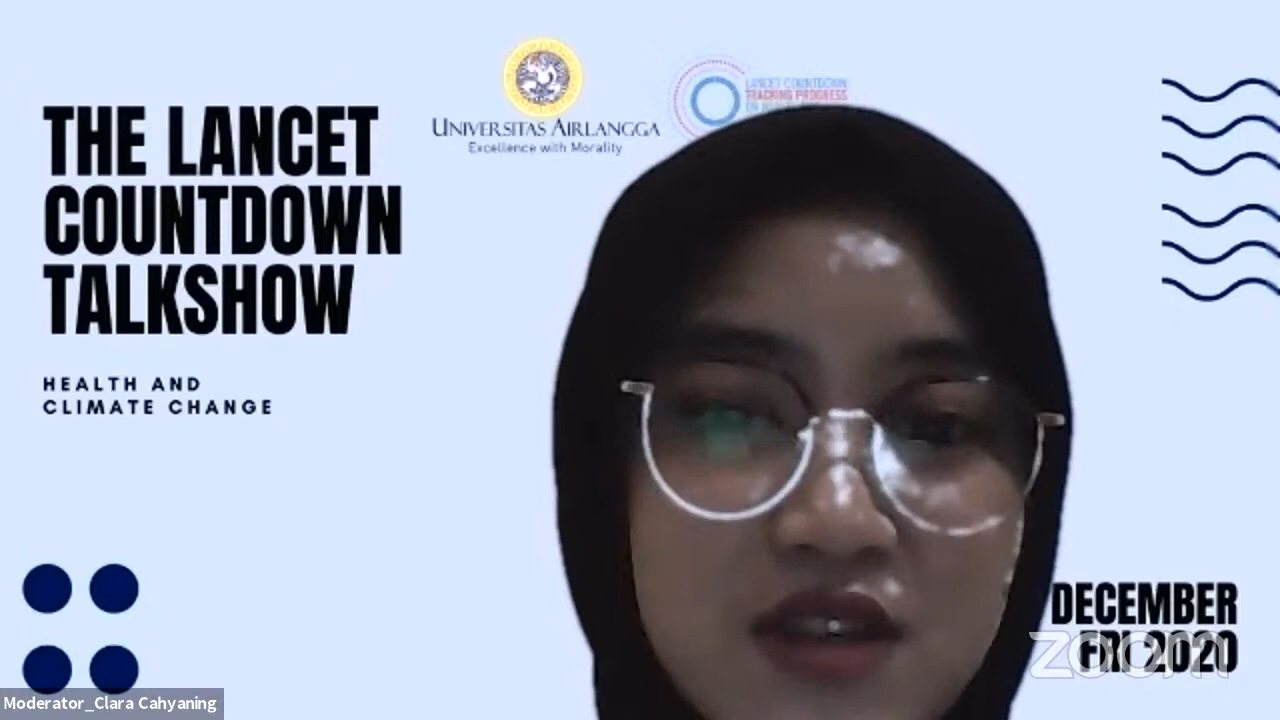 THE LANCET
COUNTDOWN
TALKSHOW
HEALTH AND
CLIMATE CHANGE
UNIVERSITAS AIRLANGGA
Excellence with Morality
LANCET COUNTDOWN
TRACKING PROGRESS
DECEMBER
FRI 2020
zoom
Moderator_Clara Cahyaning